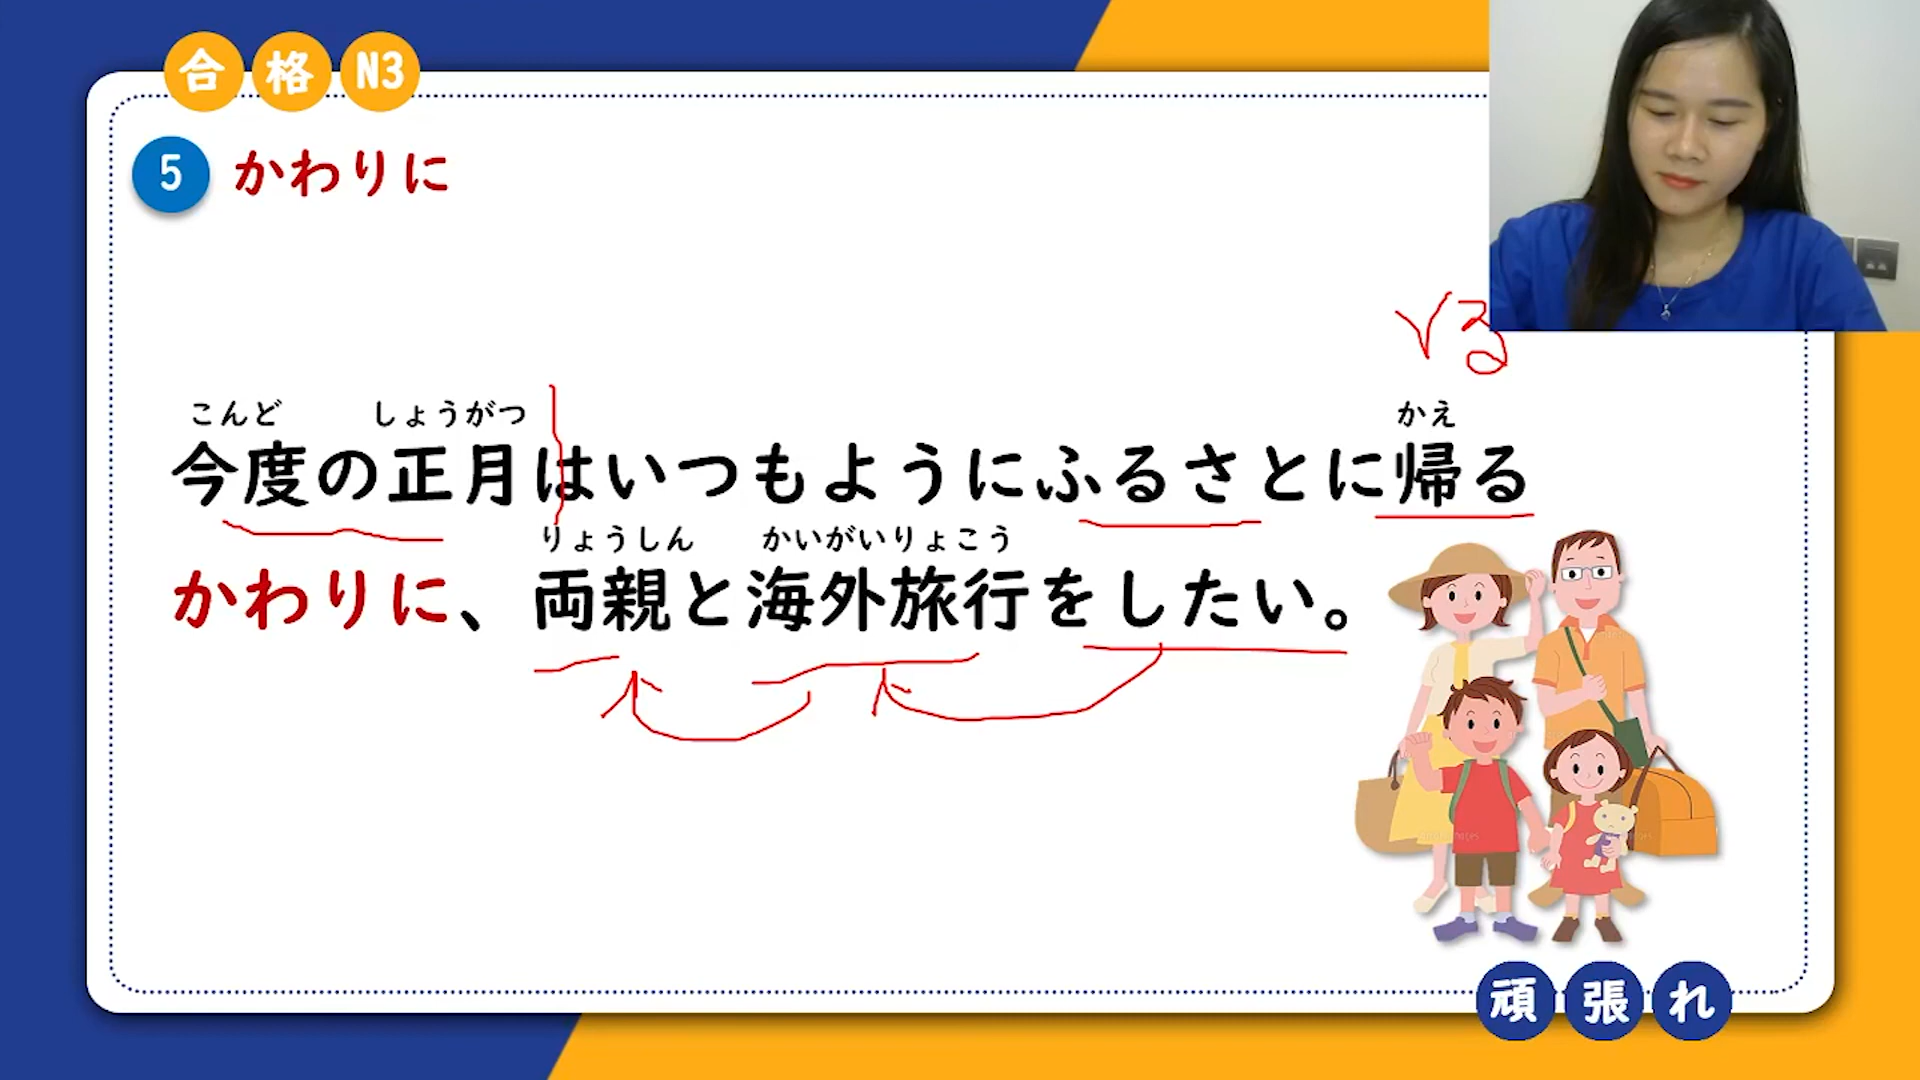 合格N3
5 かわりに
Vる
こんど しょうがつ かえ
今度の正月はいつもようにふるさとに帰る
りょうしん かいがいりょこう
かわりに、両親と海外旅行をしたい。
頑張れ